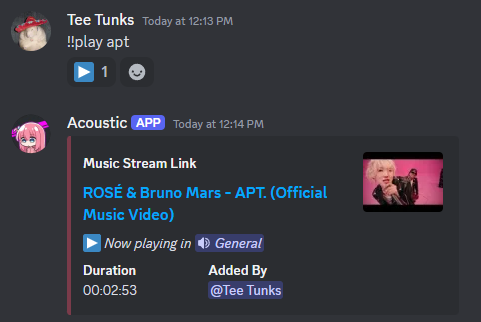 Tee Tunks Today at 12:13 PM
!!play apt
1
Acoustic APP Today at 12:14 PM
Music Stream Link
ROSÉ & Bruno Mars - APT. (Official
Music Video)
Now playing in General
Duration Added By
00:02:53 @Tee Tunks